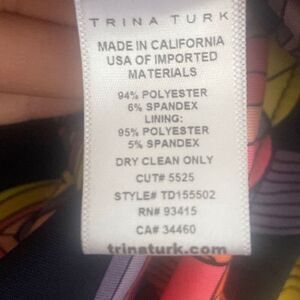 TRINA TURK
MADE IN CALIFORNIA
USA OF IMPORTED
MATERIALS
94% POLYESTER
6% SPANDEX
LINING:
95% POLYESTER
5% SPANDEX
DRY CLEAN ONLY
CUT# 5525
STYLE# TD155502
RN# 93415
CA# 34460
trinaturk.com